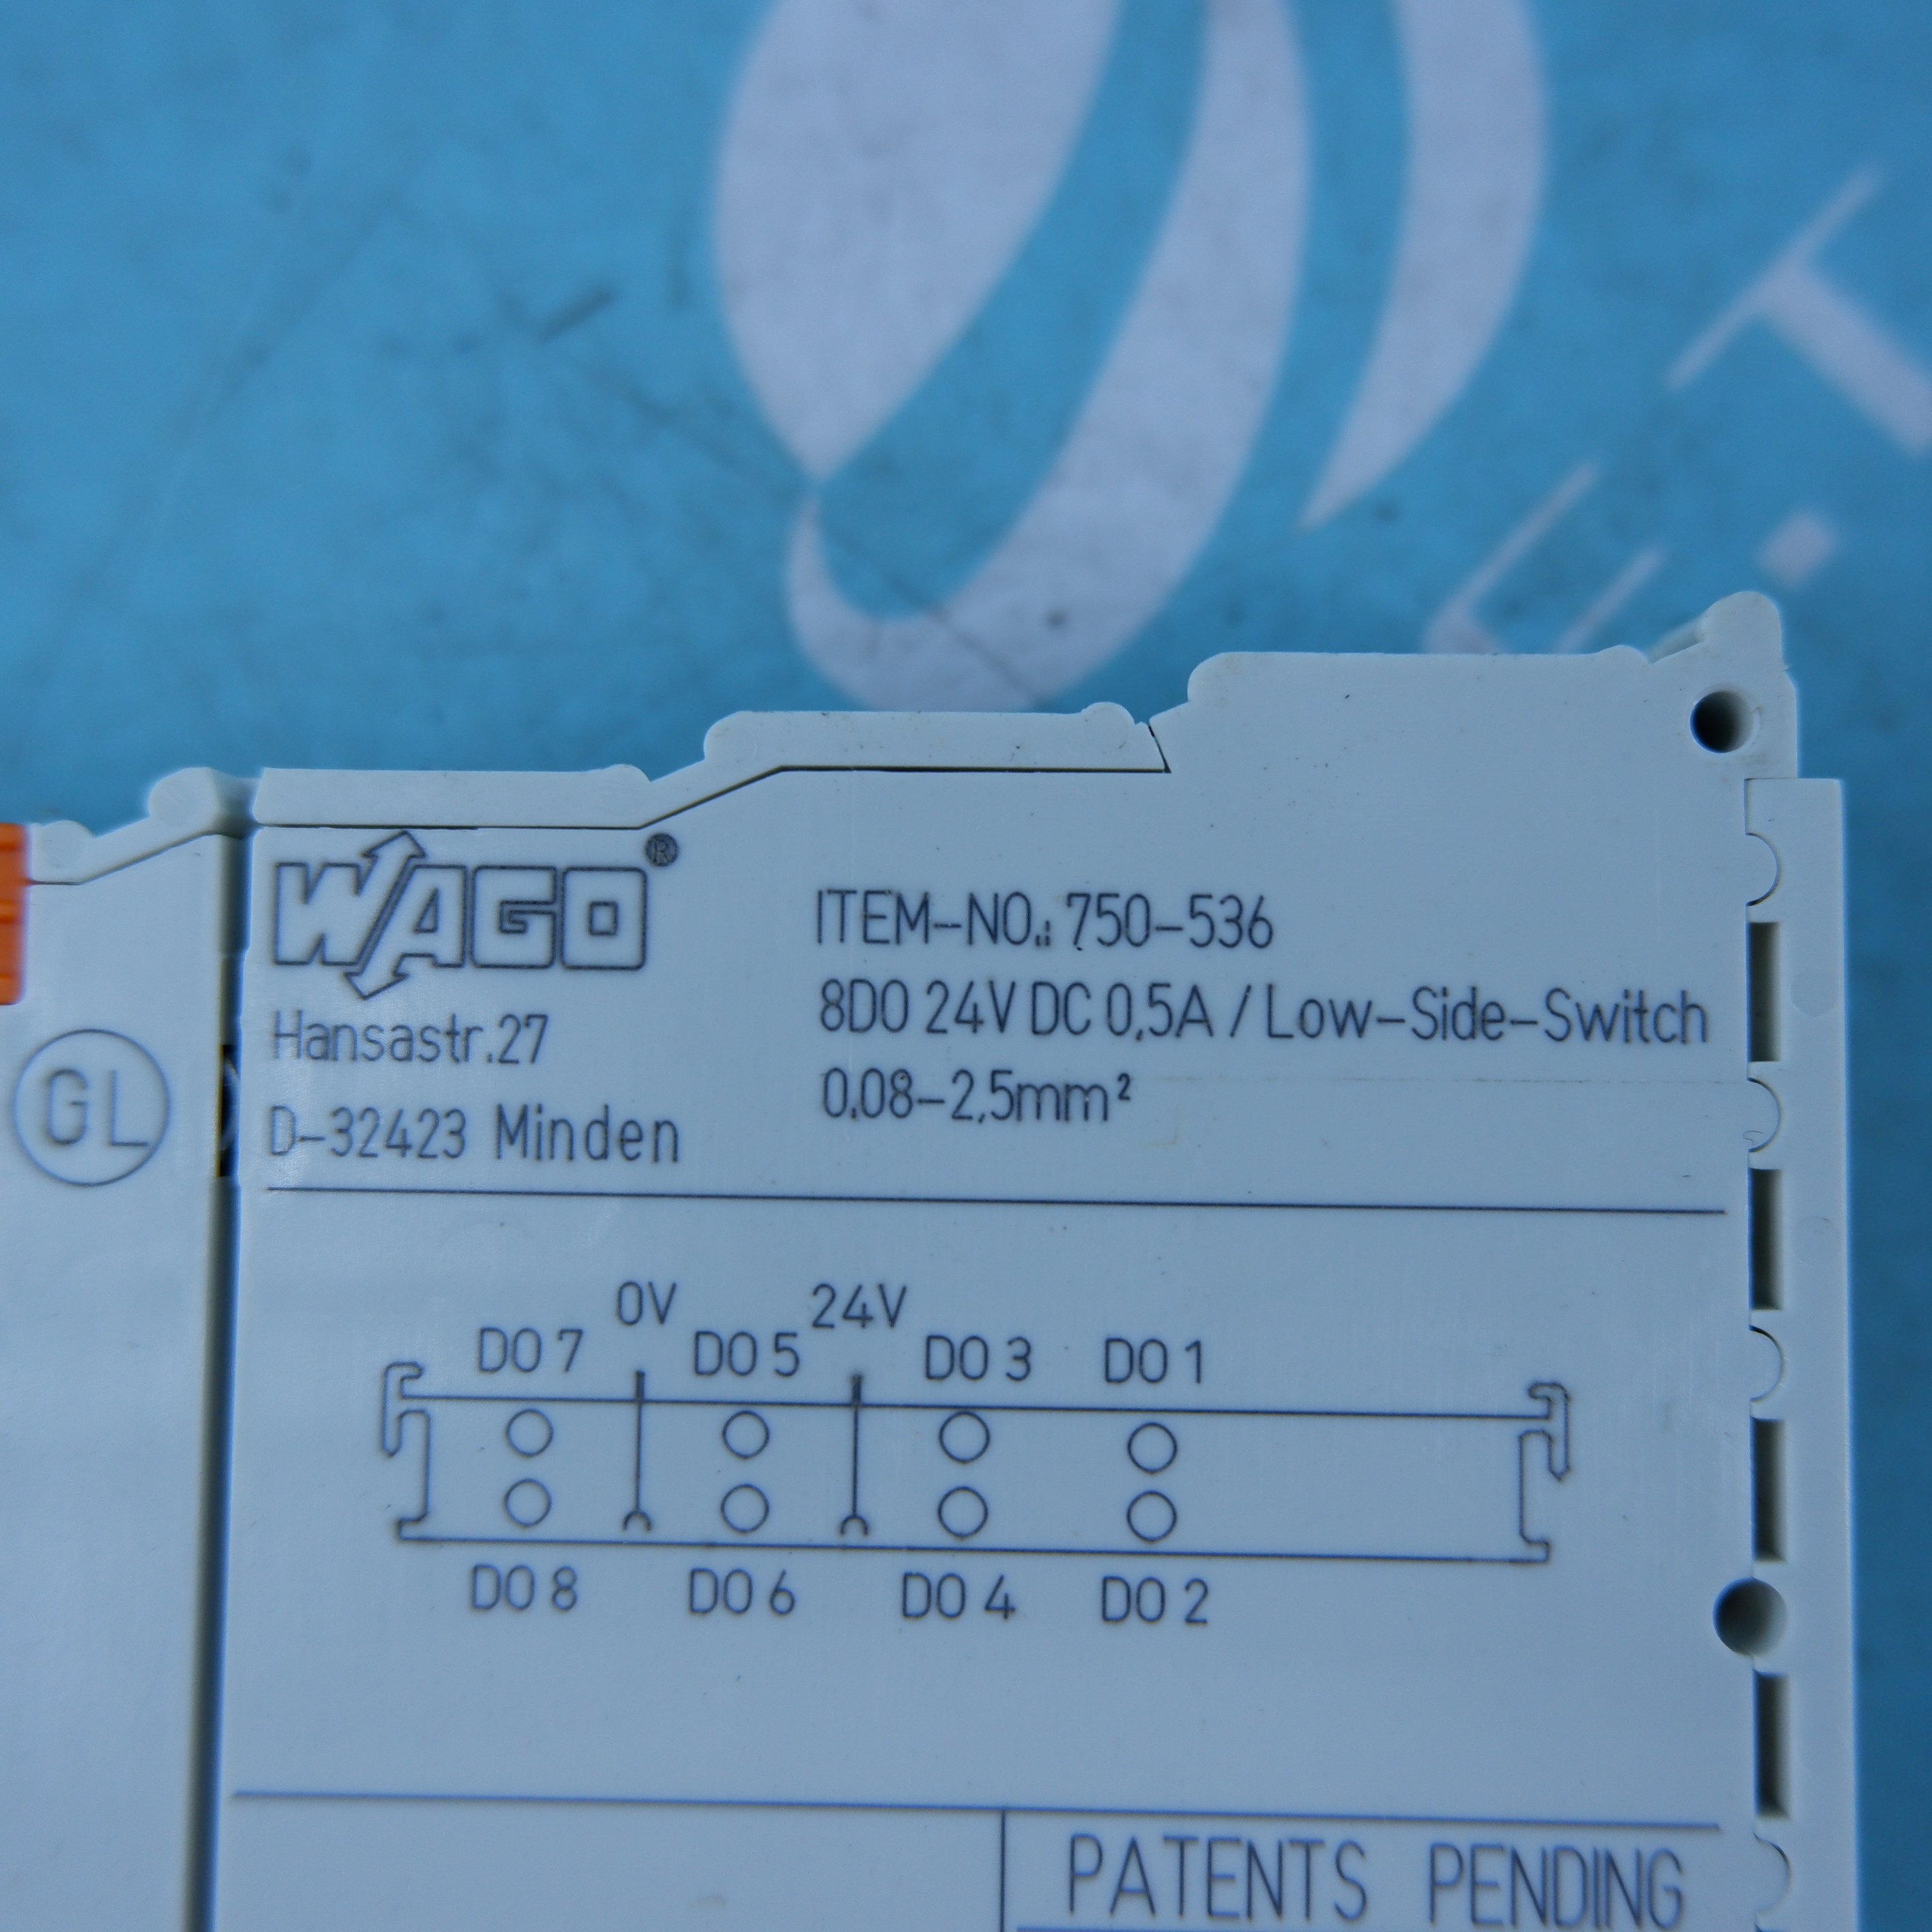 E.T
WAGO®
Hansastr.27
D-32423 Minden
ITEM-NO.: 750-536
8DO 24V DC 0,5A / Low-Side-Switch
0,08-2,5mm²
GL
0V 24V
DO 7 DO 5 DO 3 DO 1
DO 8 DO 6 DO 4 DO 2
PATENTS PENDING